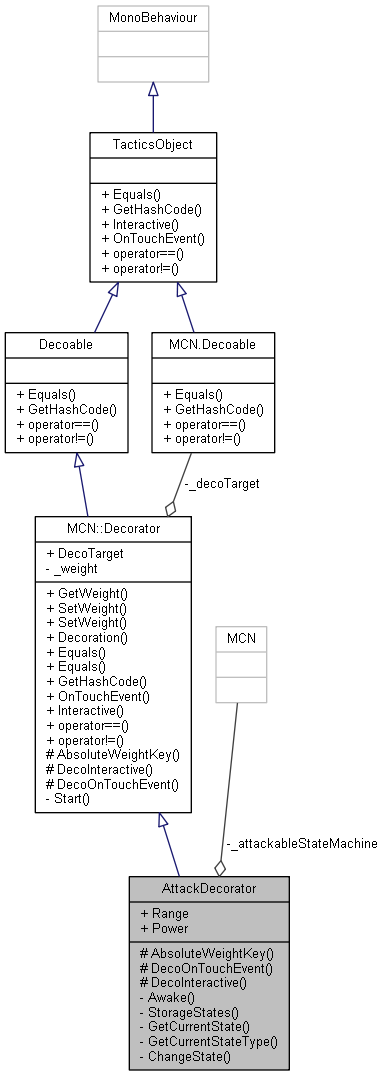 MonoBehaviour
TacticsObject
+ Equals()
+ GetHashCode()
+ Interactive()
+ OnTouchEvent()
+ operator==()
+ operator!=()
Decoable
+ Equals()
+ GetHashCode()
+ operator==()
+ operator!=()
MCN.Decoable
+ Equals()
+ GetHashCode()
+ operator==()
+ operator!=()
-_decoTarget
MCN::Decorator
+ DecoTarget
- _weight
+ GetWeight()
+ SetWeight()
+ SetWeight()
+ Decoration()
+ Equals()
+ Equals()
+ GetHashCode()
+ OnTouchEvent()
+ Interactive()
+ operator==()
+ operator!=()
# AbsoluteWeightKey()
# DecoInteractive()
# DecoOnTouchEvent()
- Start()
MCN
-_attackableStateMachine
AttackDecorator
+ Range
+ Power
# AbsoluteWeightKey()
# DecoOnTouchEvent()
# DecoInteractive()
- Awake()
- StorageStates()
- GetCurrentState()
- GetCurrentStateType()
- ChangeState()